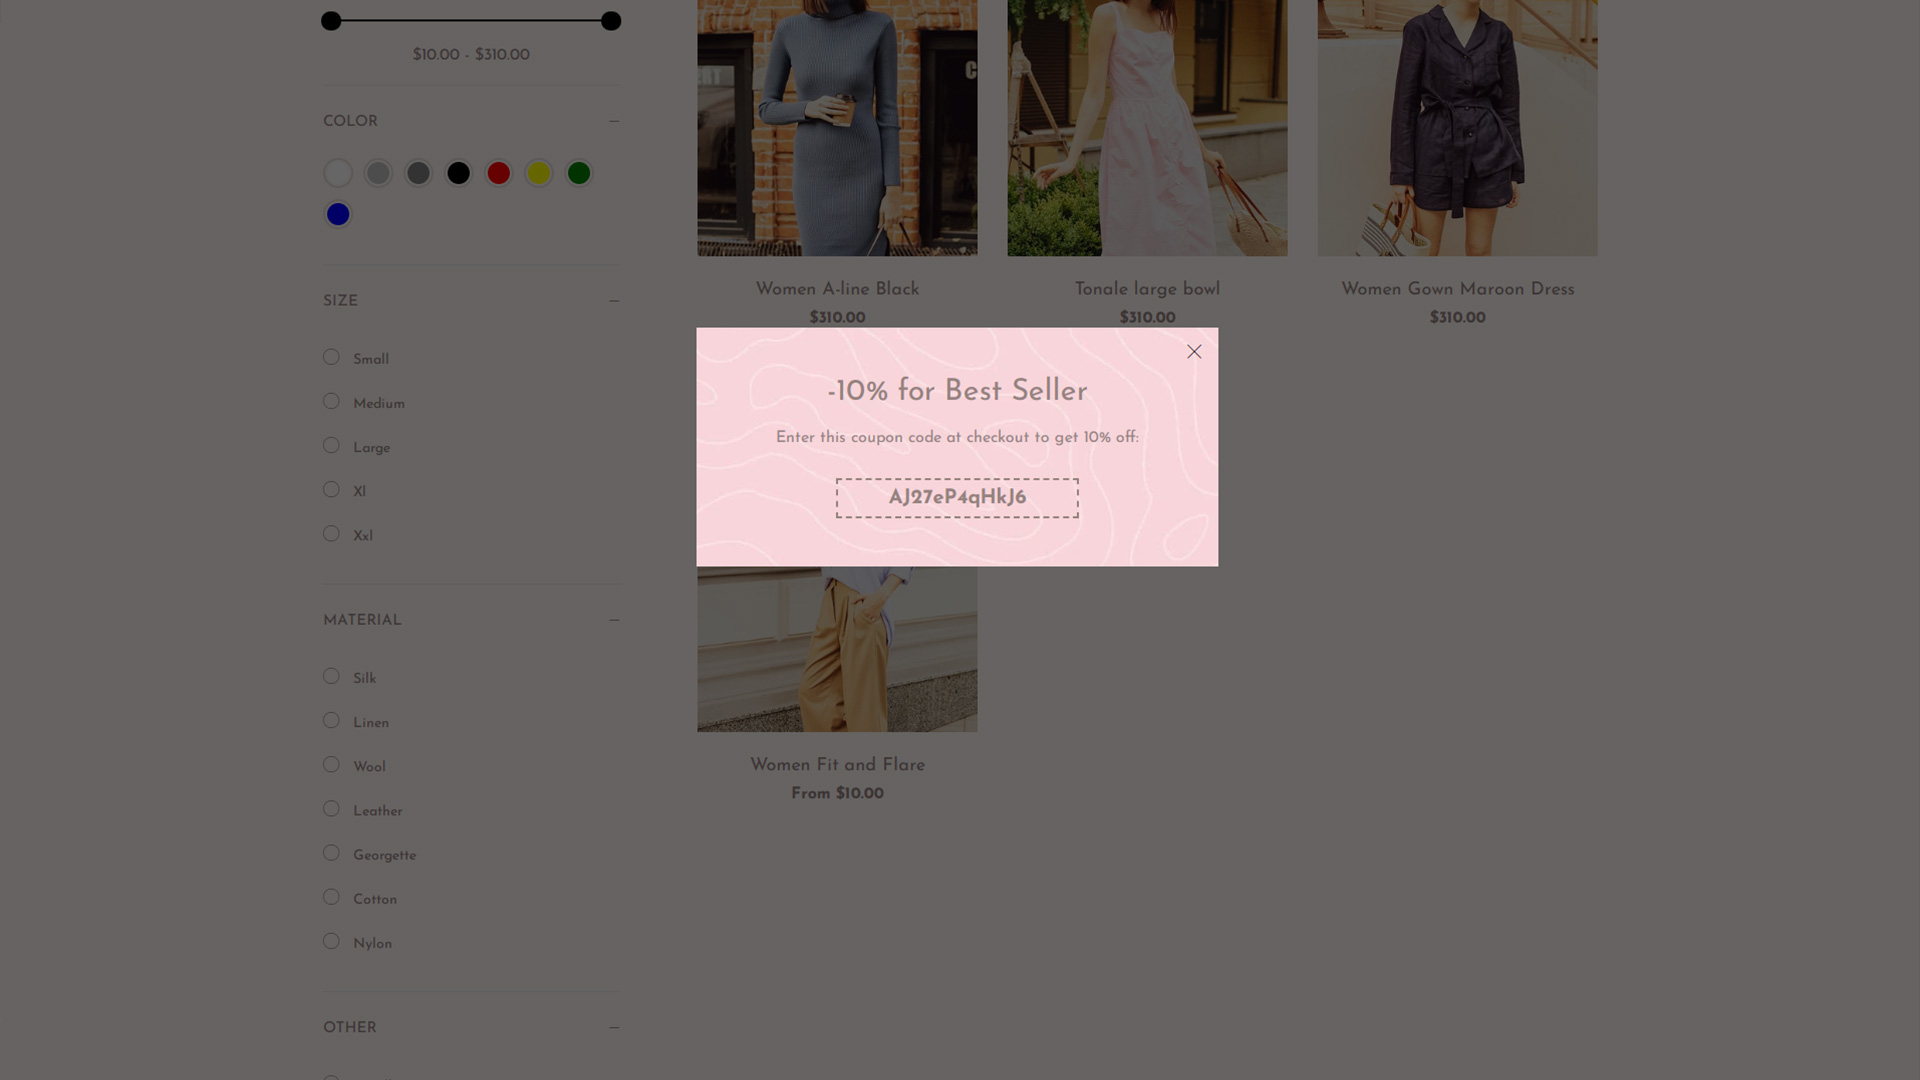 $10.00 - $310.00
COLOR
SIZE
Small
Medium
Large
Xl
Xxl
MATERIAL
Silk
Linen
Wool
Leather
Georgette
Cotton
Nylon
OTHER
Women A-line Black
$310.00
Tonale large bowl
$310.00
Women Gown Maroon Dress
$310.00
-10% for Best Seller
Enter this coupon code at checkout to get 10% off:
AJ27eP4qHkJ6
Women Fit and Flare
From $10.00